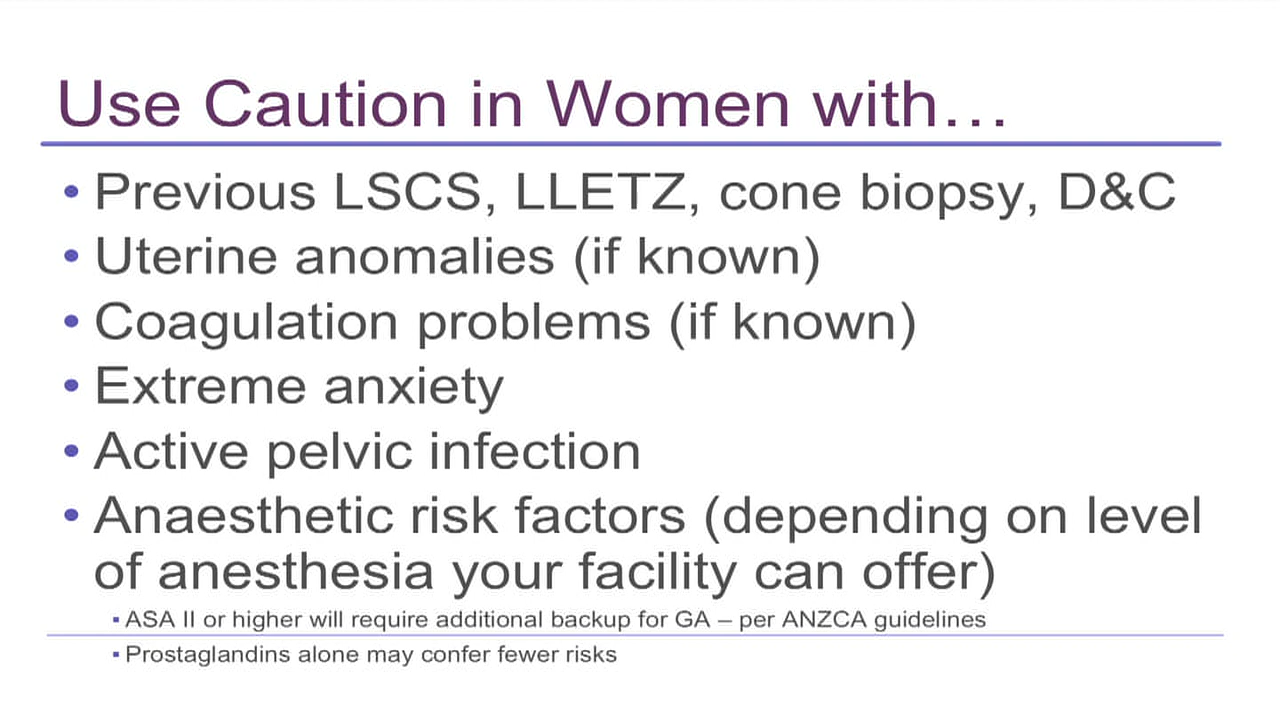 Use Caution in Women with...
• Previous LSCS, LLETZ, cone biopsy, D&C
• Uterine anomalies (if known)
• Coagulation problems (if known)
• Extreme anxiety
• Active pelvic infection
• Anaesthetic risk factors (depending on level
of anesthesia your facility can offer)
▪ ASA II or higher will require additional backup for GA – per ANZCA guidelines
▪ Prostaglandins alone may confer fewer risks